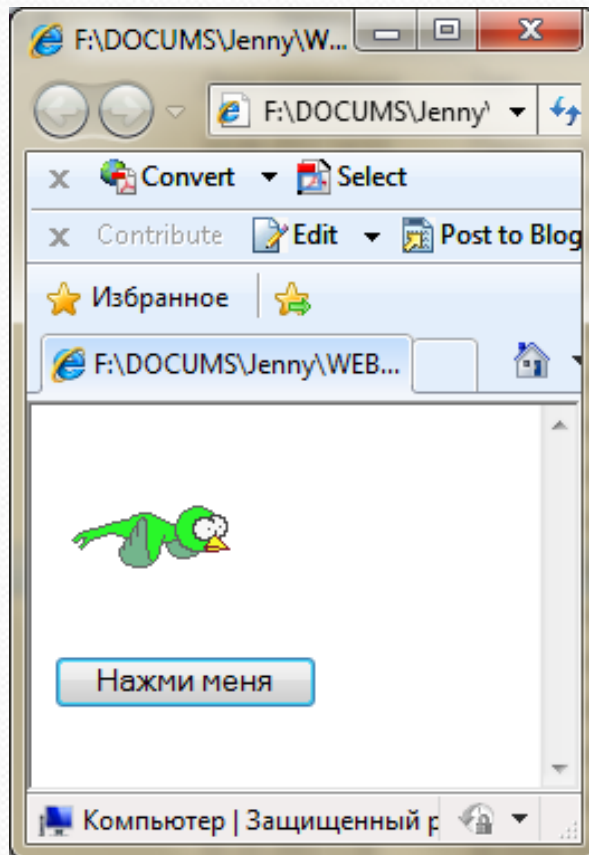 F:\DOCUMS\Jenny\W...
F:\DOCUMS\Jenny\
x Convert Select
x Contribute Edit Post to Blog
Избранное
F:\DOCUMS\Jenny\WEB...
Нажми меня
Компьютер | Защищенный р